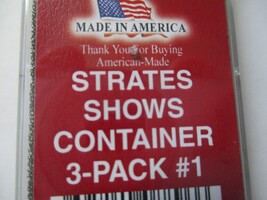 MADE IN AMERICA
Thank You for Buying
American-Made
STRATES
SHOWS
CONTAINER
3-PACK #1